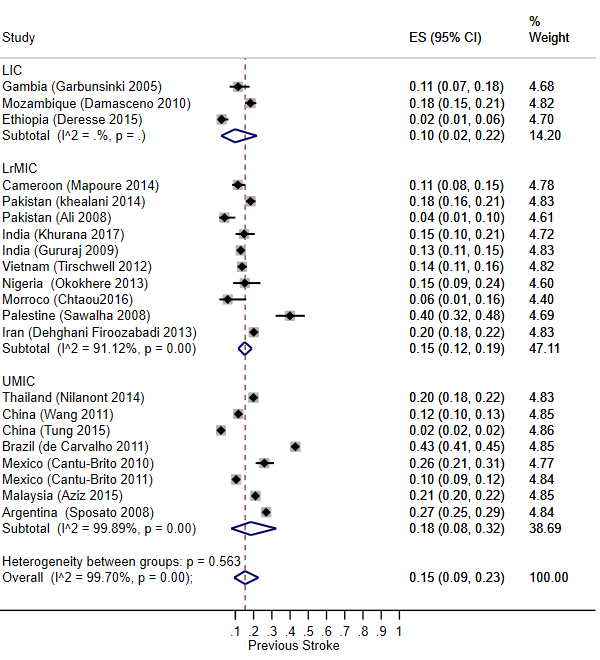 %
Study ES (95% CI) Weight
LIC
Gambia (Garbunsinki 2005) 0.11 (0.07, 0.18) 4.68
Mozambique (Damasceno 2010) 0.18 (0.15, 0.21) 4.82
Ethiopia (Deresse 2015) 0.02 (0.01, 0.06) 4.70
Subtotal (I^2 = .%, p = .) 0.10 (0.02, 0.22) 14.20
LrMIC
Cameroon (Mapoure 2014) 0.11 (0.08, 0.15) 4.78
Pakistan (khealani 2014) 0.18 (0.16, 0.21) 4.83
Pakistan (Ali 2008) 0.04 (0.01, 0.10) 4.61
India (Khurana 2017) 0.15 (0.10, 0.21) 4.72
India (Gururaj 2009) 0.13 (0.11, 0.15) 4.83
Vietnam (Tirschwell 2012) 0.14 (0.11, 0.16) 4.82
Nigeria (Okokhere 2013) 0.15 (0.09, 0.24) 4.60
Morroco (Chtaou2016) 0.06 (0.01, 0.16) 4.40
Palestine (Sawalha 2008) 0.40 (0.32, 0.48) 4.69
Iran (Dehghani Firoozabadi 2013) 0.20 (0.18, 0.22) 4.83
Subtotal (I^2 = 91.12%, p = 0.00) 0.15 (0.12, 0.19) 47.11
UMIC
Thailand (Nilanont 2014) 0.20 (0.18, 0.22) 4.83
China (Wang 2011) 0.12 (0.10, 0.13) 4.85
China (Tung 2015) 0.02 (0.02, 0.02) 4.86
Brazil (de Carvalho 2011) 0.43 (0.41, 0.45) 4.85
Mexico (Cantu-Brito 2010) 0.26 (0.21, 0.31) 4.77
Mexico (Cantu-Brito 2011) 0.10 (0.09, 0.12) 4.84
Malaysia (Aziz 2015) 0.21 (0.20, 0.22) 4.85
Argentina (Sposato 2008) 0.27 (0.25, 0.29) 4.84
Subtotal (I^2 = 99.89%, p = 0.00) 0.18 (0.08, 0.32) 38.69
Heterogeneity between groups: p = 0.563
Overall (I^2 = 99.70%, p = 0.00); 0.15 (0.09, 0.23) 100.00
.1 .2 .3 .4 .5 .6 .7 .8 .9 1
Previous Stroke